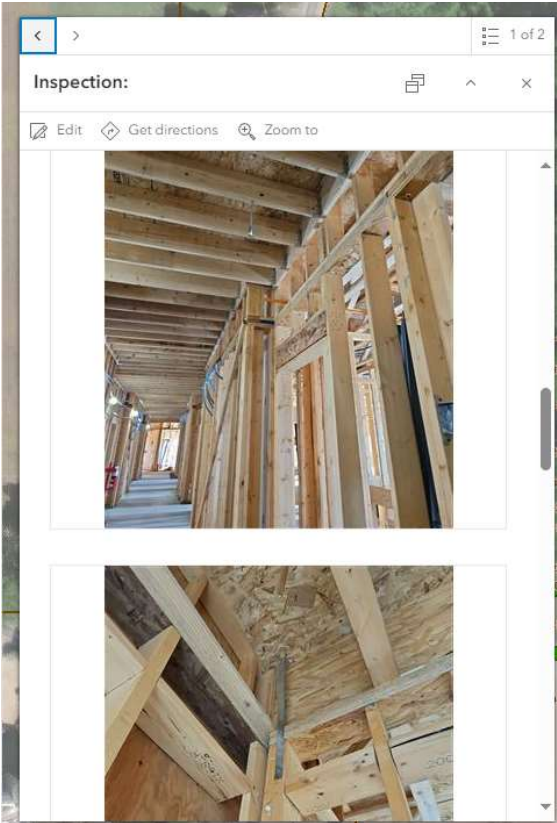 1 of 2
Inspection:
Edit
Get directions
Zoom to